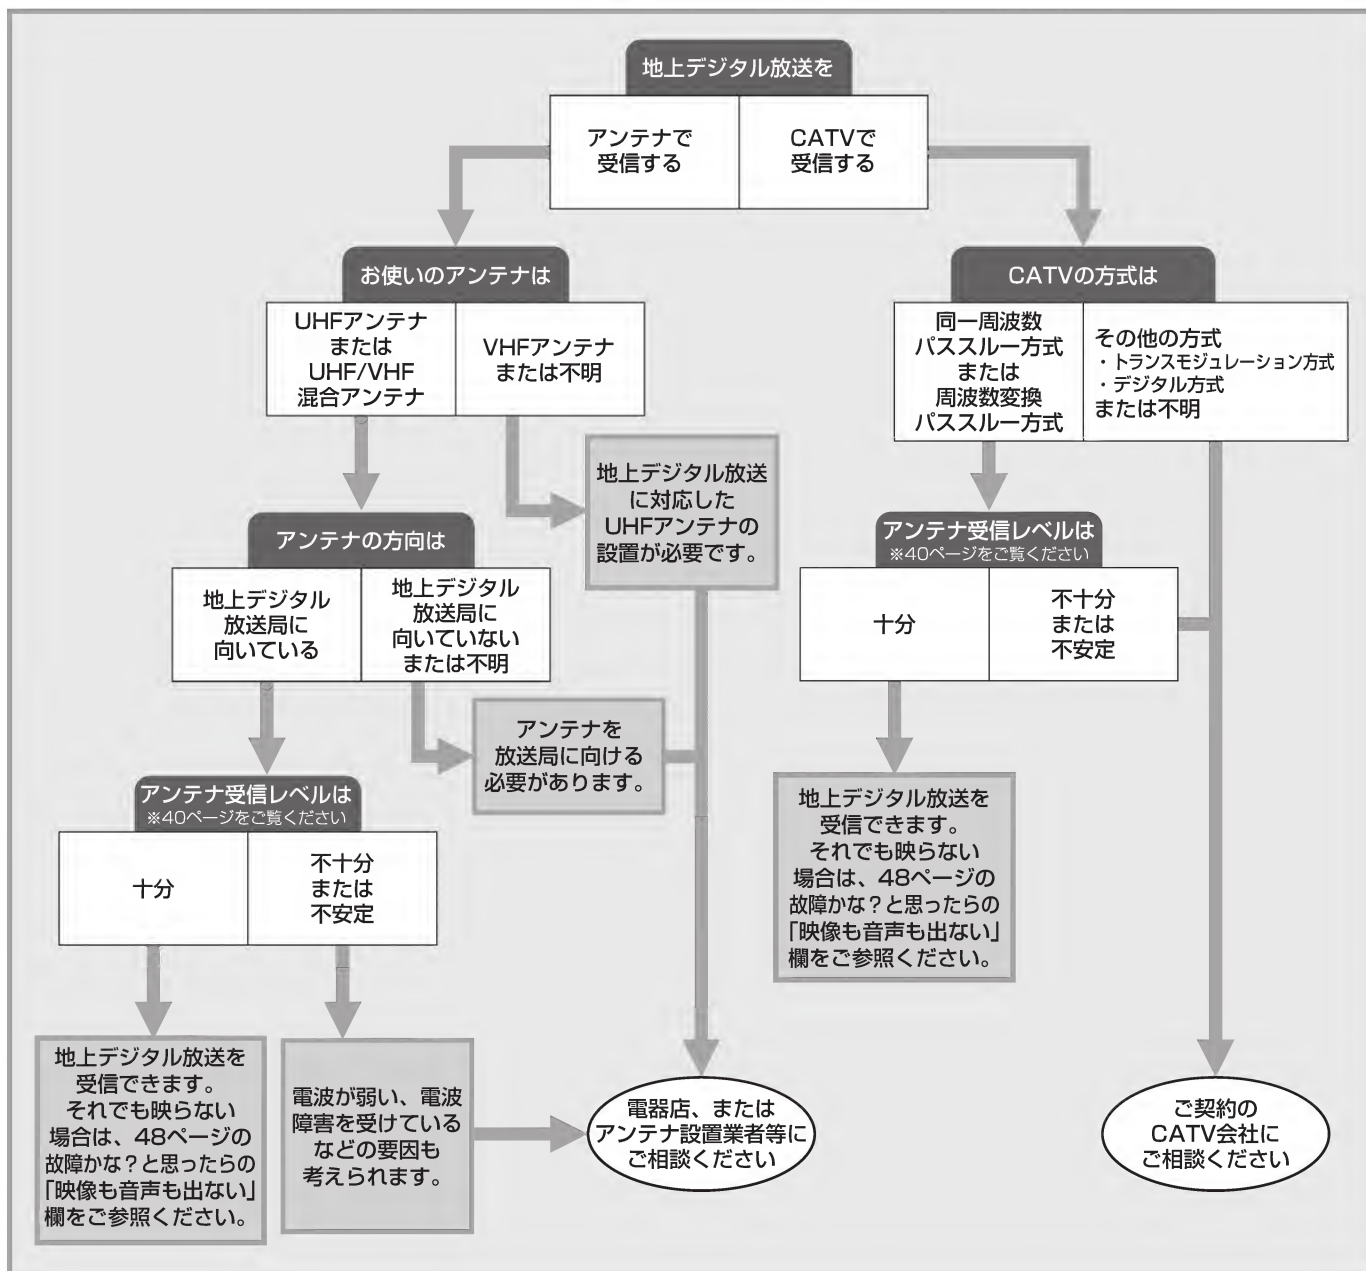 地上デジタル放送を
アンテナで
受信する
CATVで
受信する
お使いのアンテナは
UHFアンテナ
または
UHF/VHF
混合アンテナ
VHFアンテナ
または不明
地上デジタル放送
に対応した
UHFアンテナの
設置が必要です。
アンテナの方向は
地上デジタル
放送局に
向いている
地上デジタル
放送局に
向いていない
または不明
アンテナを
放送局に向ける
必要があります。
アンテナ受信レベルは
※40ページをご覧ください
十分
不十分
または
不安定
地上デジタル放送を
受信できます。
それでも映らない
場合は、48ページの
故障かな?と思ったらの
「映像も音声も出ない」
欄をご参照ください。
電波が弱い、電波
障害を受けている
などの要因も
考えられます。
電器店、または
アンテナ設置業者等に
ご相談ください
CATVの方式は
同一周波数
パススルー方式
または
周波数変換
パススルー方式
その他の方式
・トランスモジュレーション方式
・デジタル方式
または不明
アンテナ受信レベルは
※40ページをご覧ください
十分
不十分
または
不安定
地上デジタル放送を
受信できます。
それでも映らない
場合は、48ページの
故障かな?と思ったらの
「映像も音声も出ない」
欄をご参照ください。
ご契約の
CATV会社に
ご相談ください